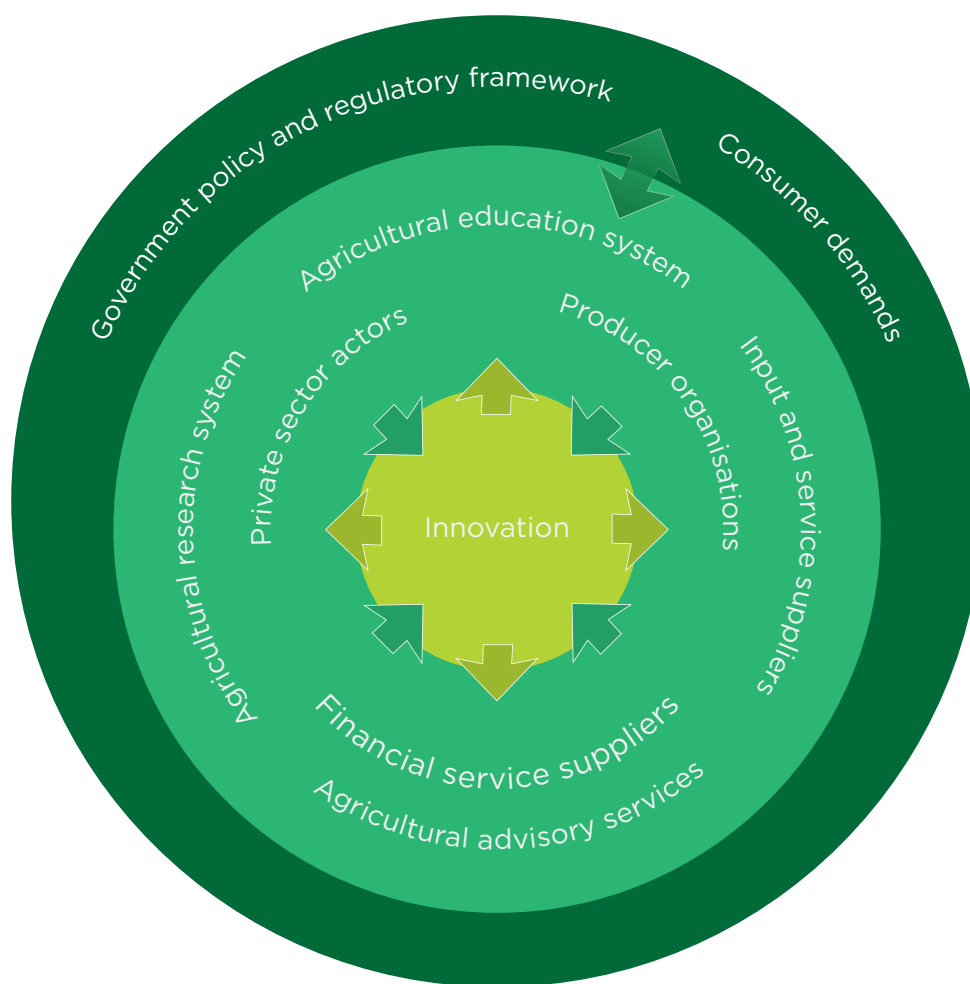 Government policy and regulatory framework
Consumer demands
Agricultural education system
Private sector actors
Producer organisations
Agricultural research system
Input and service suppliers
Innovation
Financial service suppliers
Agricultural advisory services